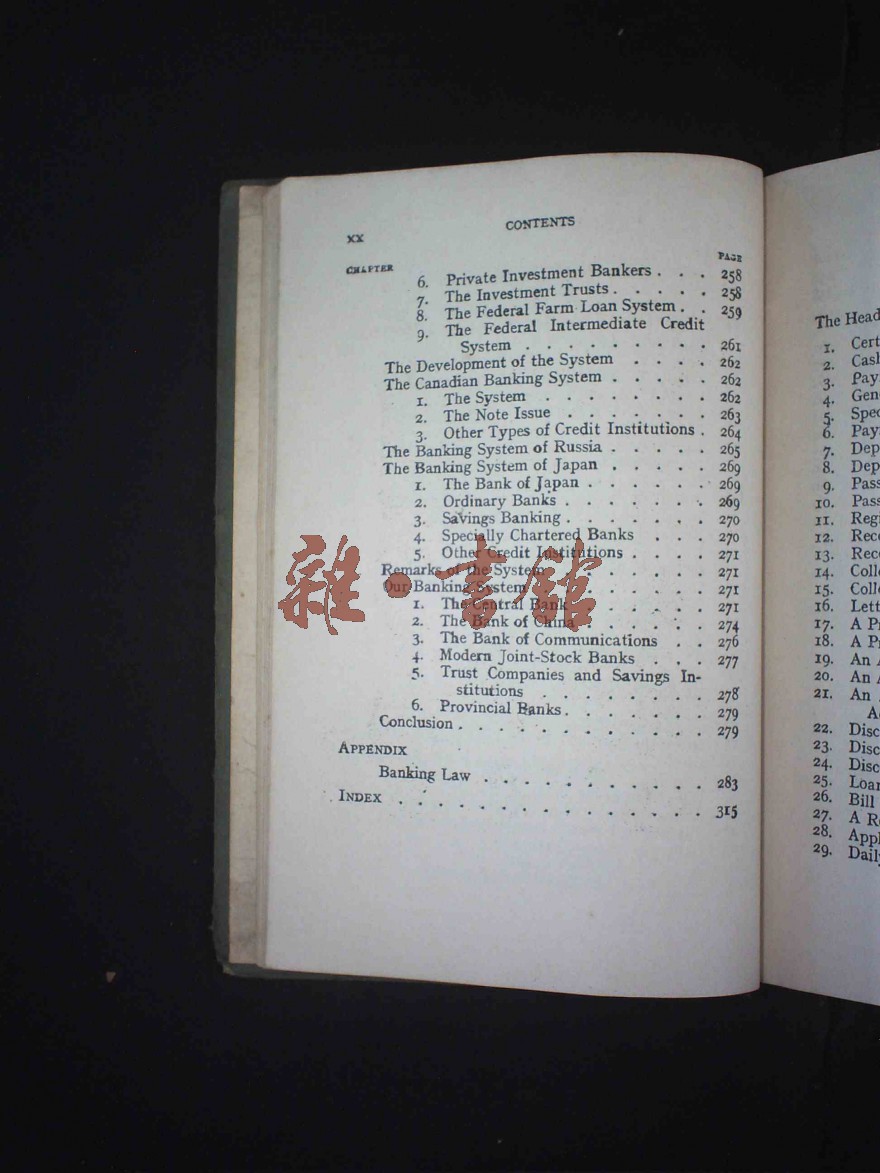 xx
CONTENTS
CHAPTER
PAGE
6. Private Investment Bankers . . . 258
7. The Investment Trusts . . . . . 258
8. The Federal Farm Loan System . . 259
9. The Federal Intermediate Credit
System . . . . . . . . . 261
The Development of the System . . . . 262
The Canadian Banking System . . . . . 262
1. The System . . . . . . . . 262
2. The Note Issue . . . . . . . 263
3. Other Types of Credit Institutions . 264
The Banking System of Russia . . . . . 265
The Banking System of Japan . . . . . 269
1. The Bank of Japan . . . . . . 269
2. Ordinary Banks . . . . . . . 269
3. Savings Banking . . . . . . . 270
4. Specially Chartered Banks . . . 270
5. Other Credit Institutions . . . . 271
Remarks of the System . . . . . . . 271
Our Banking System . . . . . . . . 271
1. The Central Bank . . . . . . 271
2. The Bank of China . . . . . . 274
3. The Bank of Communications . . 276
4. Modern Joint-Stock Banks . . . 277
5. Trust Companies and Savings In-
stitutions . . . . . . . . 278
6. Provincial Banks . . . . . . . 279
Conclusion . . . . . . . . . . . . 279
APPENDIX
Banking Law . . . . . . . . . . . 283
INDEX . . . . . . . . . . . . . . 315
雜·書館
The Head
1.
2.
3. Pay
4.
5.
6.
7.
8.
9.
10.
11.
12.
13.
14.
15.
16.
17. A
18. A
19. An
20. An
21. An
22.
23.
24.
25.
26. Bill
27. A
28.
29.